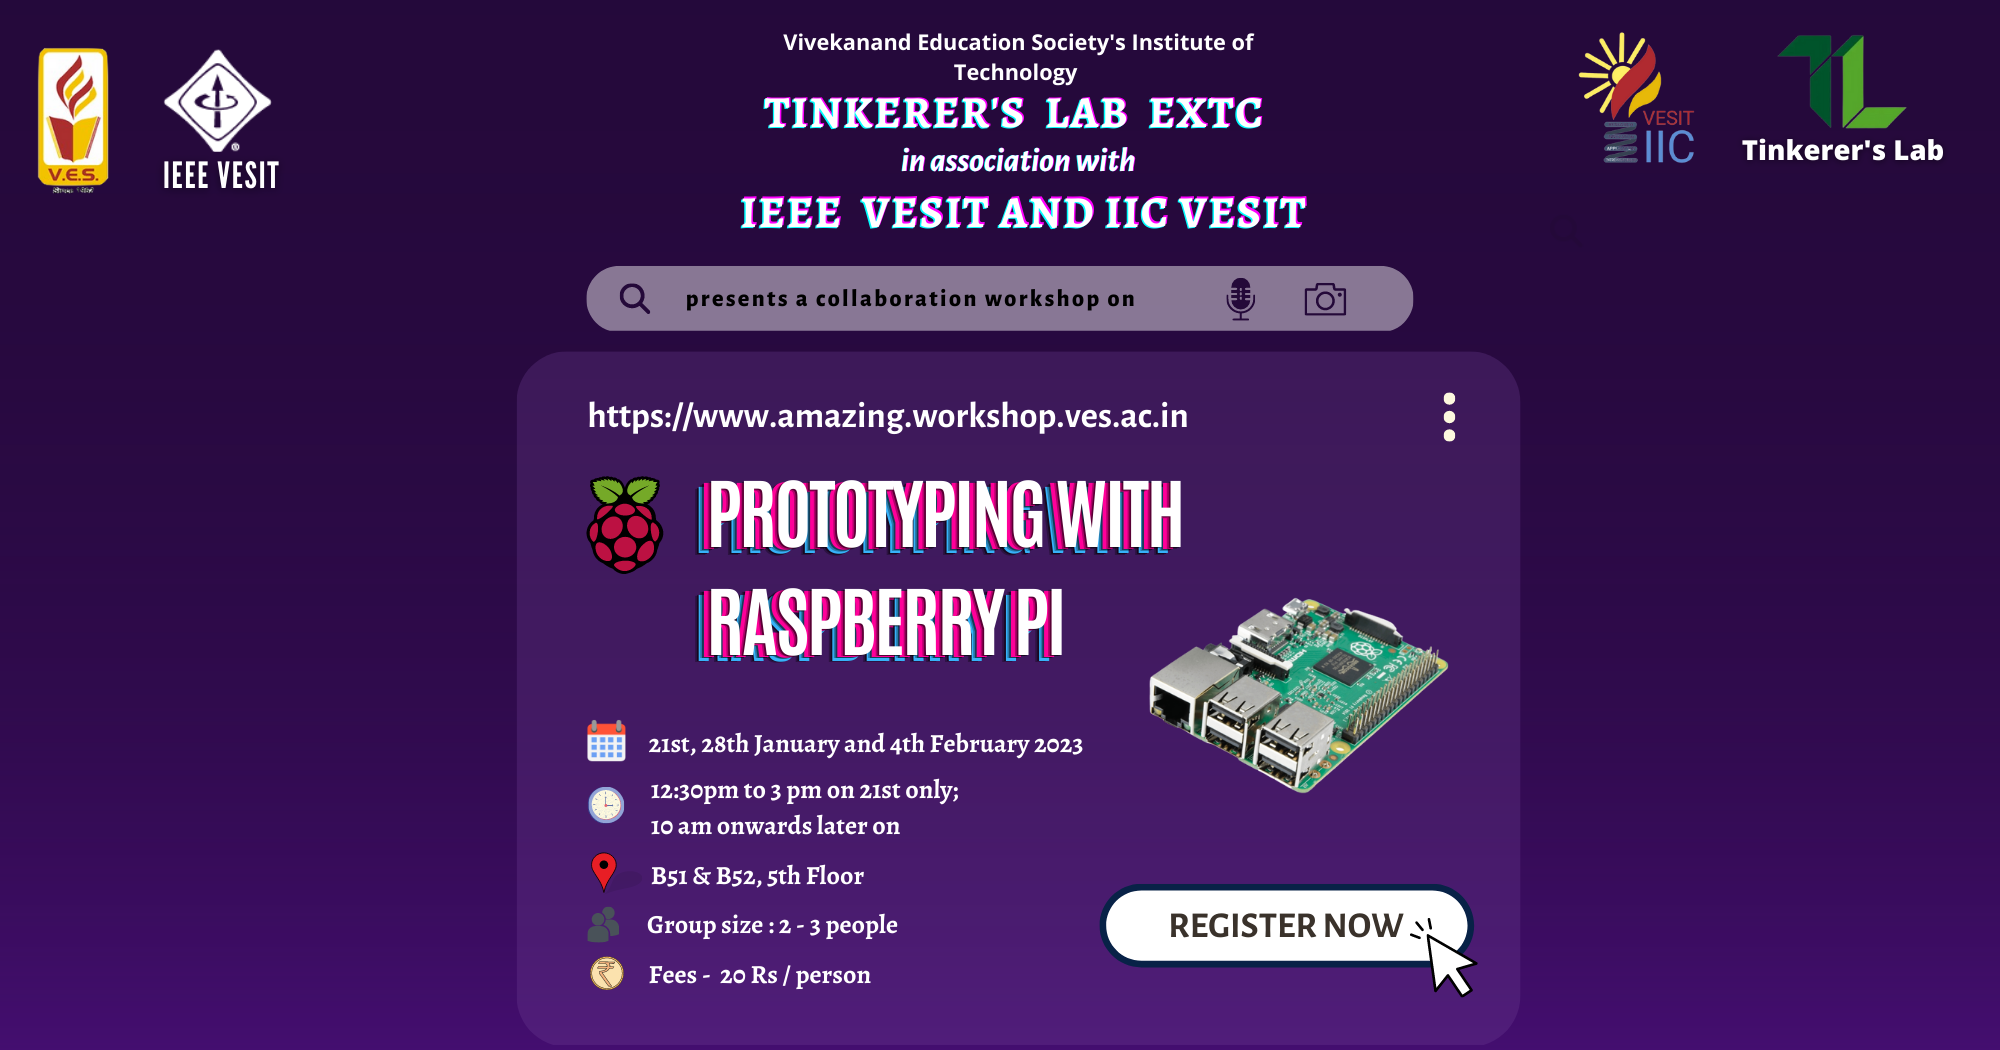 Vivekanand Education Society's Institute of
Technology
TINKERER'S LAB EXTC
in association with
IEEE VESIT AND IIC VESIT
V.E.S.
IEEE VESIT
VESIT
IIC
Tinkerer's Lab
presents a collaboration workshop on
https://www.amazing.workshop.ves.ac.in
PROTOTYPING WITH
RASPBERRY PI
21st, 28th January and 4th February 2023
12:30pm to 3 pm on 21st only;
10 am onwards later on
B51 & B52, 5th Floor
Group size : 2 - 3 people
Fees - 20 Rs / person
REGISTER NOW